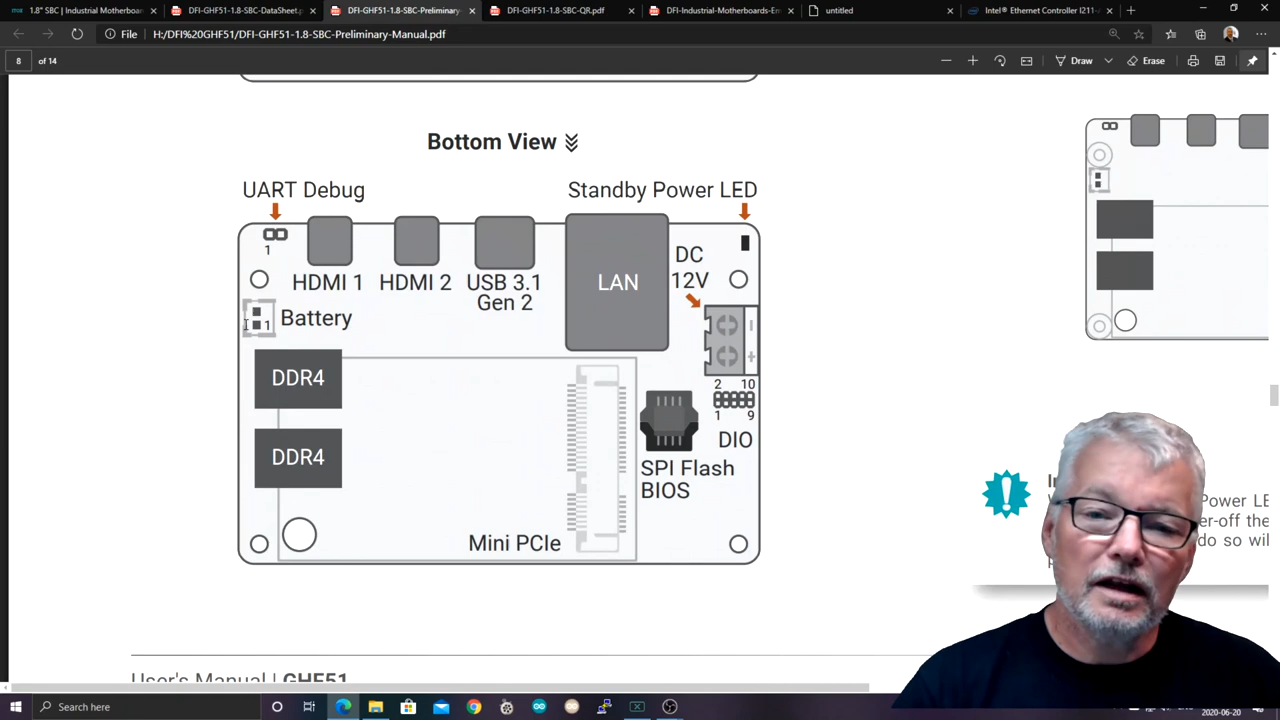 1.8" SBC | Industrial Motherboards
DFI-GHF51-1.8-SBC-DataSheet.p
DFI-GHF51-1.8-SBC-Preliminary
DFI-GHF51-1.8-SBC-QR.pdf
DFI-Industrial-Motherboards-Em
untitled
Intel® Ethernet Controller I211-
File
H:/DFI%20GHF51/DFI-GHF51-1.8-SBC-Preliminary-Manual.pdf
8 of 14
Draw
Erase
Bottom View
UART Debug
Standby Power LED
1
HDMI 1
HDMI 2
USB 3.1
Gen 2
LAN
DC
12V
1
Battery
DDR4
DDR4
2 10
1 9
DIO
SPI Flash
BIOS
Mini PCIe
Power LE
er-off the
do so wil
User's Manual | GHF51
Search here
2020-06-20